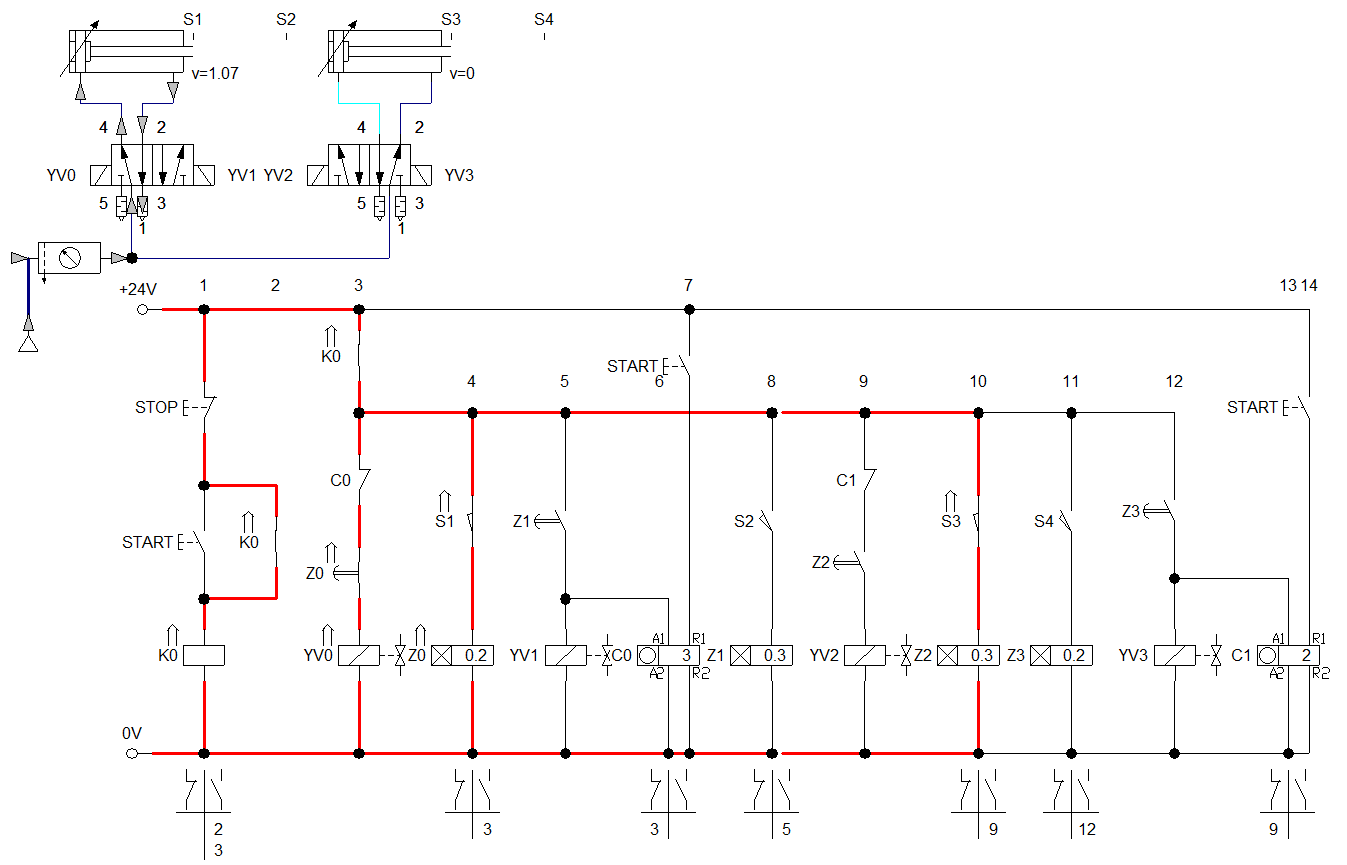 S1 S2 S3 S4
v=1.07 v=0
4 2 4 2
YV0 YV1 YV2 YV3
5 3 5 3
1 1
+24V 1 2 3 7 13 14
K0 START 6
4 5 8 9 10 11 12
STOP START
C0 C1
START K0 S1 Z1 S2 S3 S4 Z3
Z0 Z2
A1 R1 A1 R1
K0 YV0 Z0 0.2 YV1 C0 3 Z1 0.3 YV2 Z2 0.3 Z3 0.2 YV3 C1 2
A2 R2 A2 R2
0V
2 3 3 5 9 12 9
3